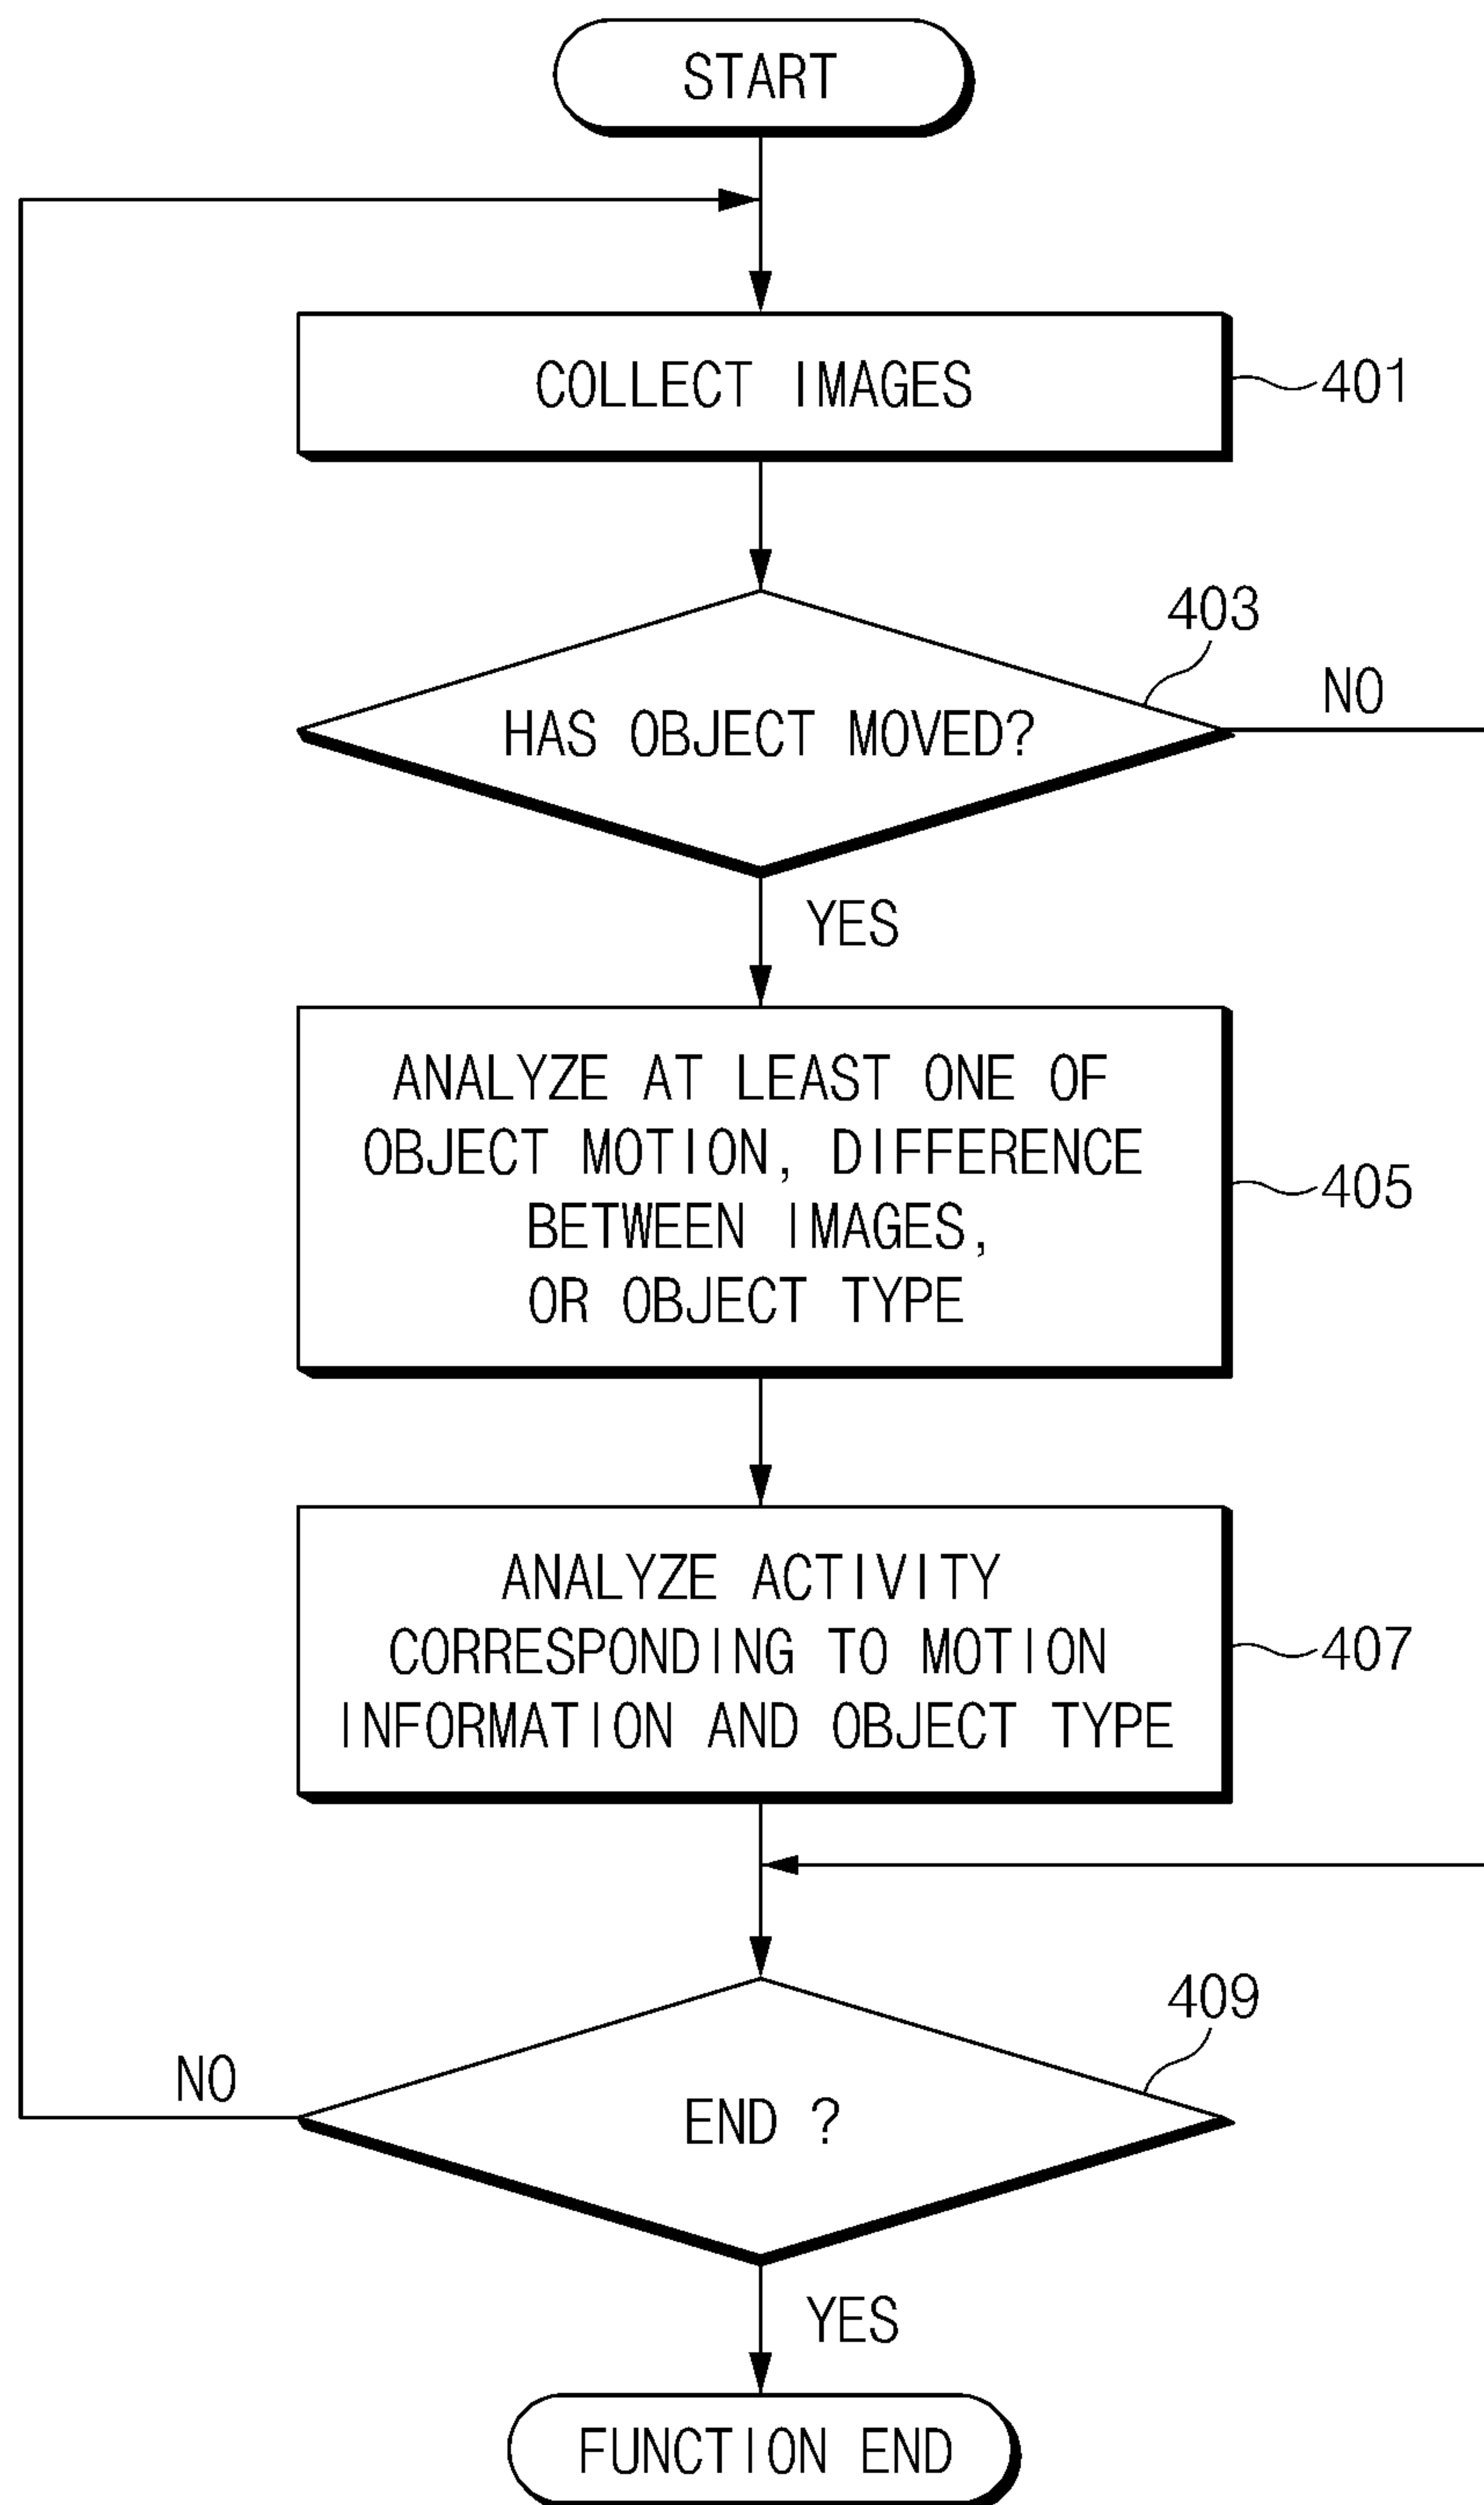 START
COLLECT IMAGES
401
403
NO
HAS OBJECT MOVED?
YES
ANALYZE AT LEAST ONE OF
OBJECT MOTION, DIFFERENCE
BETWEEN IMAGES,
OR OBJECT TYPE
405
ANALYZE ACTIVITY
CORRESPONDING TO MOTION
INFORMATION AND OBJECT TYPE
407
409
NO
END ?
YES
FUNCTION END